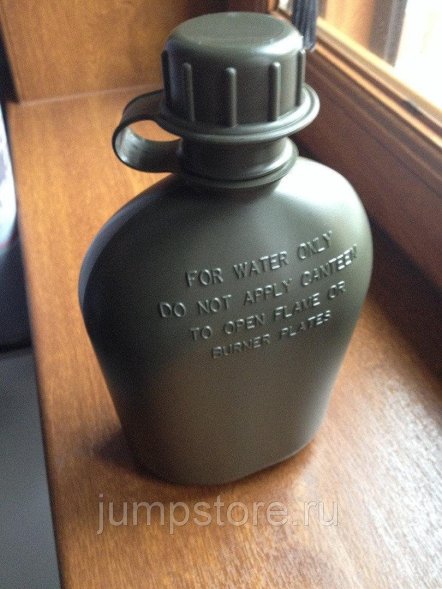 FOR WATER ONLY
DO NOT APPLY CANTEEN
TO OPEN FLAME OR
BURNER PLATES
jumpstore.ru